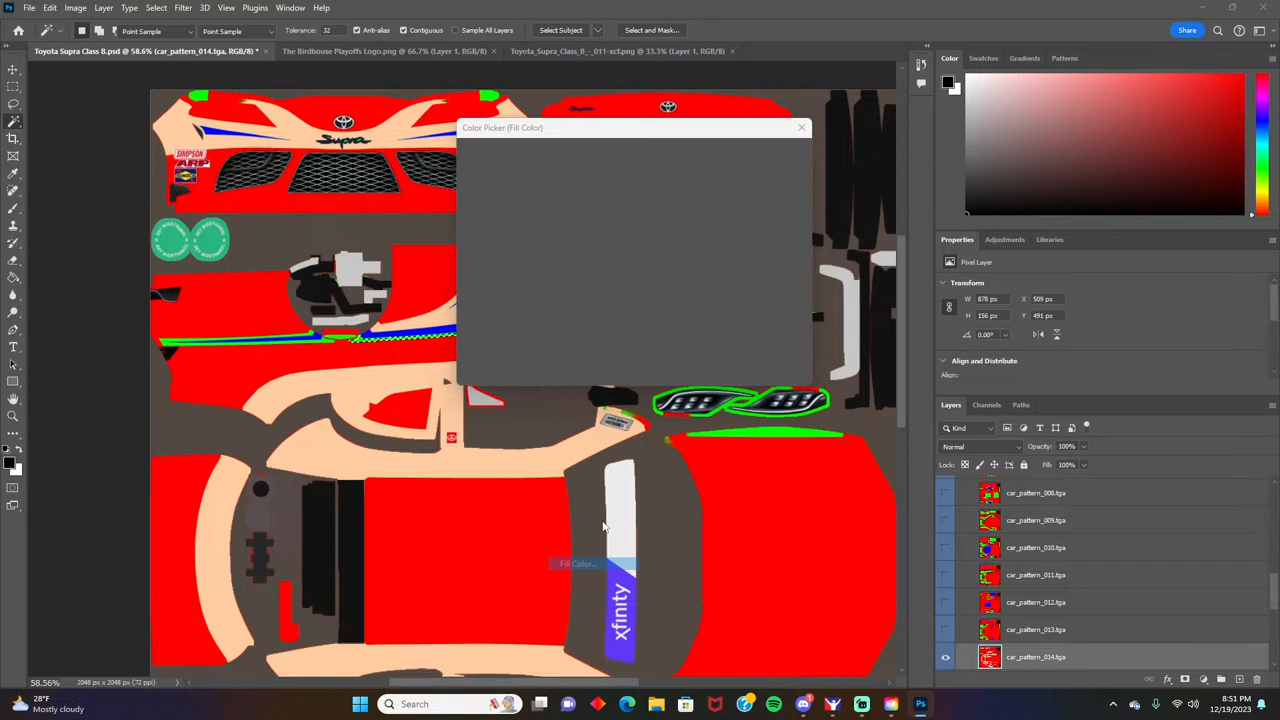 File Edit Image Layer Type Select Filter 3D View Plugins Window Help
Point Sample Point Sample Tolerance: 32 Anti-alias Contiguous Sample All Layers Select Subject Select and Mask... Share
Toyota Supra Class B.psd @ 58.6% (car_pattern_014.tga, RGB/8) * The Birdhouse Playoffs Logo.png @ 66.7% (Layer 1, RGB/8) Toyota_Supra_Class_B_-_011-xcf.png @ 33.3% (Layer 1, RGB/8)
Color Swatches Gradients Patterns
Supra
Color Picker (Fill Color)
Supra
SIMPSON
ARP
SUNOCO
Properties Adjustments Libraries
Pixel Layer
Transform
W 878 px X 509 px
H 156 px Y 491 px
0.00°
Align and Distribute
Align:
Layers Channels Paths
Kind
Normal Opacity: 100%
Lock: Fill: 100%
car_pattern_008.tga
car_pattern_009.tga
car_pattern_010.tga
car_pattern_011.tga
car_pattern_012.tga
car_pattern_013.tga
car_pattern_014.tga
Fill Color...
xfinity
58.56% 2048 px x 2048 px (72 ppi)
28°F
Mostly cloudy
Search
8:51 PM
12/19/2023